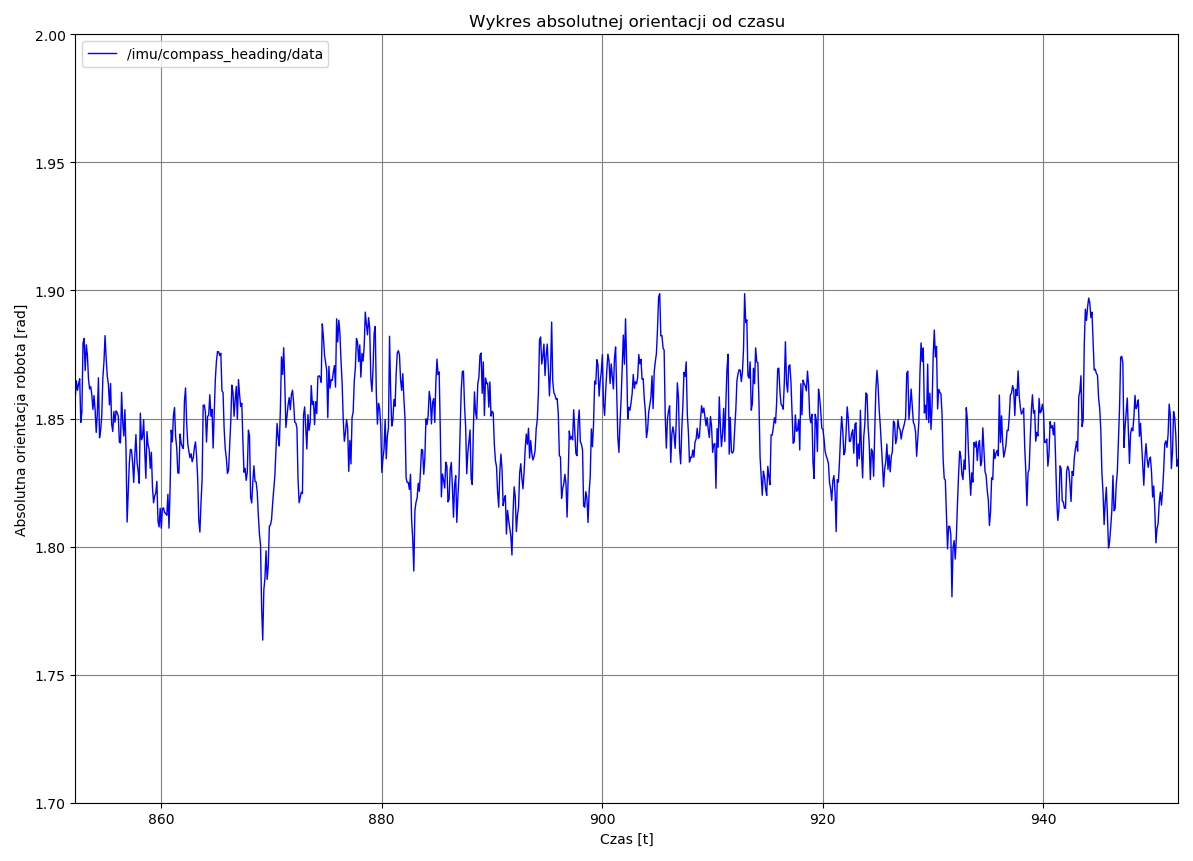 Wykres absolutnej orientacji od czasu
2.00
/imu/compass_heading/data
1.95
1.90
1.85
1.80
1.75
1.70
Absolutna orientacja robota [rad]
860 880 900 920 940
Czas [t]